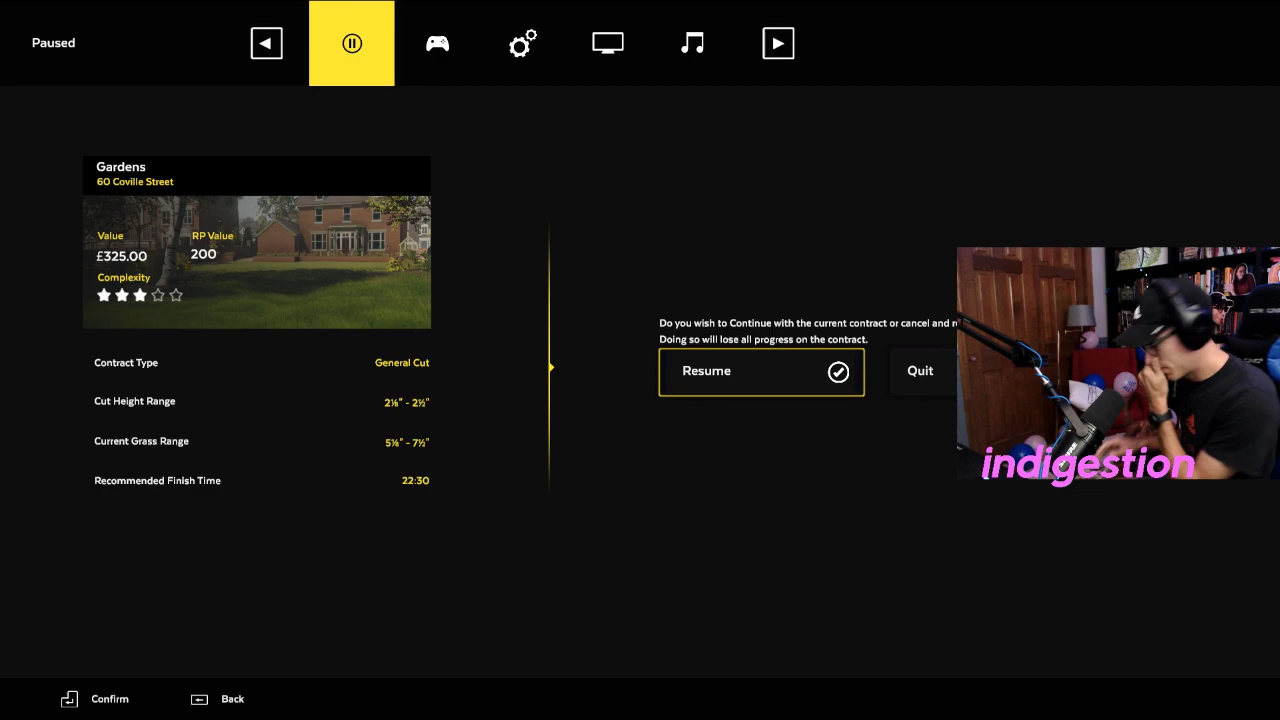 Paused
Gardens
60 Coville Street
Value
RP Value
£325.00
200
Complexity
Contract Type
General Cut
Cut Height Range
2⅛" - 2½"
Current Grass Range
5⅛" - 7½"
Recommended Finish Time
22:30
Do you wish to Continue with the current contract or cancel and
Doing so will lose all progress on the contract.
Resume
Quit
indigestion
Confirm
Back